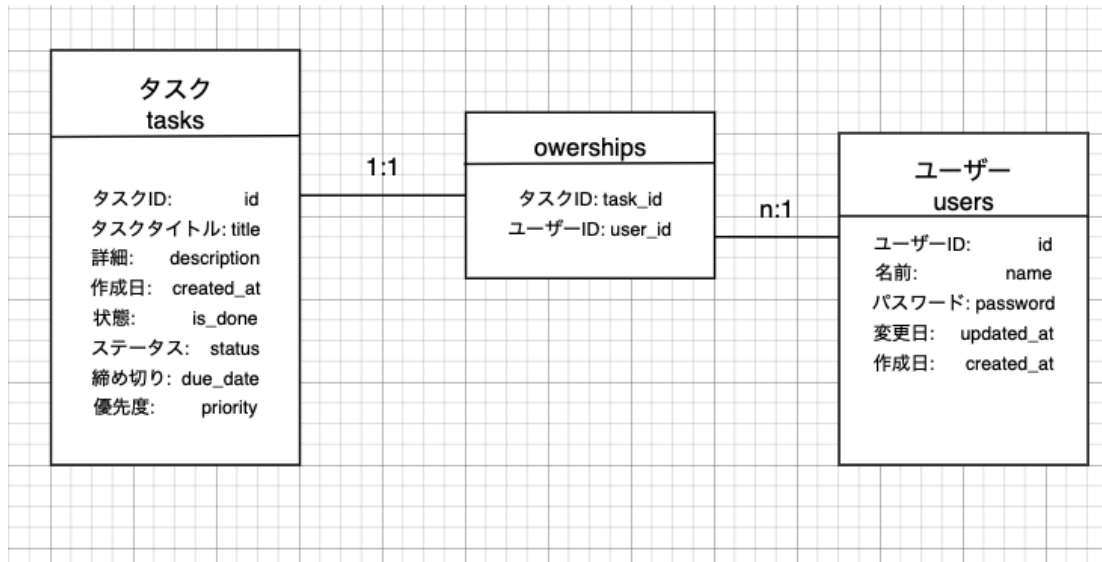 タスク
tasks
タスクID: id
タスクタイトル: title
詳細: description
作成日: created_at
状態: is_done
ステータス: status
締め切り: due_date
優先度: priority
1:1
owerships
タスクID: task_id
ユーザーID: user_id
n:1
ユーザー
users
ユーザーID: id
名前: name
パスワード: password
変更日: updated_at
作成日: created_at